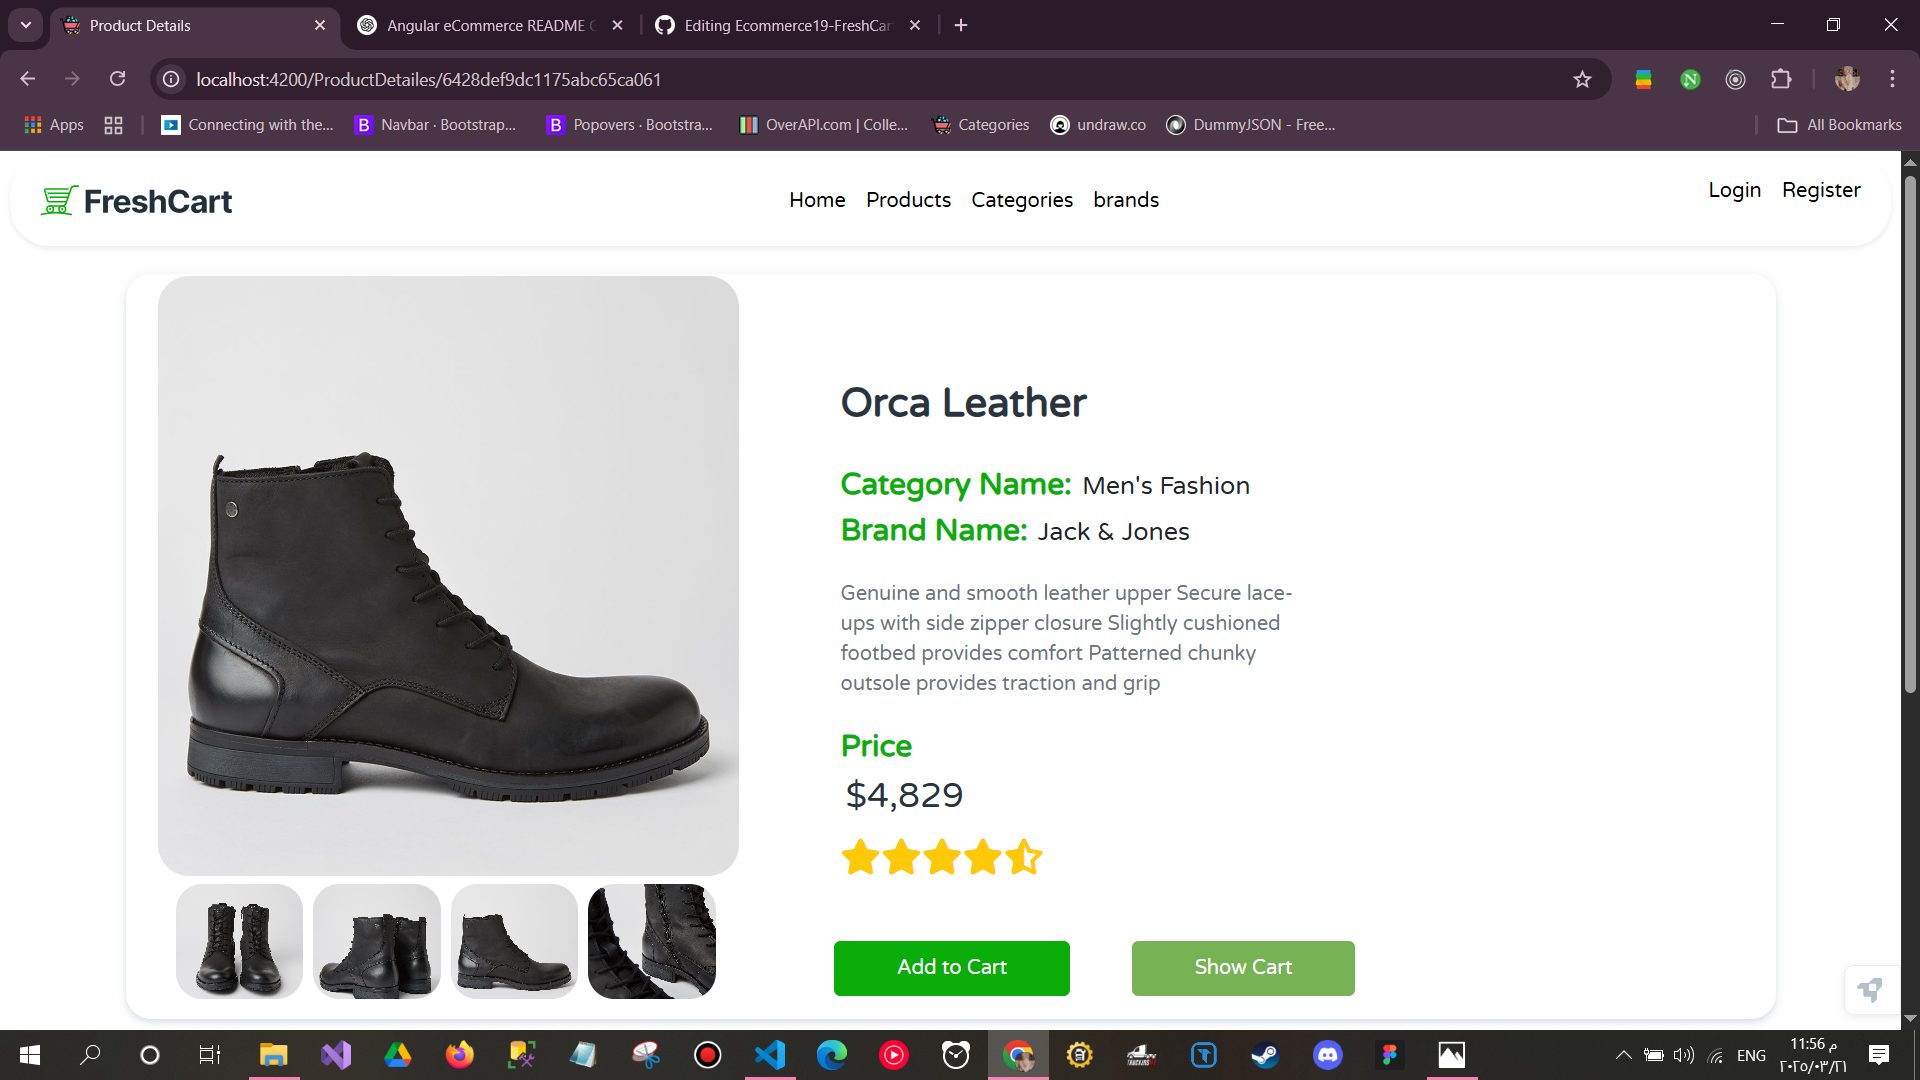 Product Details
Angular eCommerce README
Editing Ecommerce19-FreshCar
localhost:4200/ProductDetailes/6428def9dc1175abc65ca061
Apps
Connecting with the...
Navbar · Bootstrap...
Popovers · Bootstra...
OverAPI.com | Colle...
Categories
undraw.co
DummyJSON - Free...
All Bookmarks
FreshCart
Home
Products
Categories
brands
Login
Register
Orca Leather
Category Name: Men's Fashion
Brand Name: Jack & Jones
Genuine and smooth leather upper Secure lace-
ups with side zipper closure Slightly cushioned
footbed provides comfort Patterned chunky
outsole provides traction and grip
Price
$4,829
Add to Cart
Show Cart
ENG
11:56 م
٢٠٢٥/٠٣/٢١